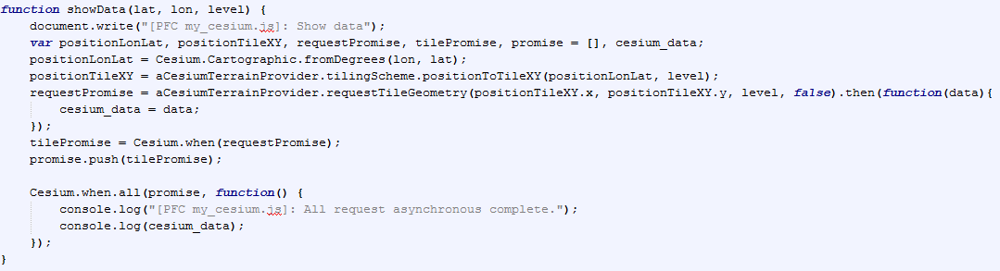 function showData(lat, lon, level) {
    document.write("[PFC my_cesium.js]: Show data");
    var positionLonLat, positionTileXY, requestPromise, tilePromise, promise = [], cesium_data;
    positionLonLat = Cesium.Cartographic.fromDegrees(lon, lat);
    positionTileXY = aCesiumTerrainProvider.tilingScheme.positionToTileXY(positionLonLat, level);
    requestPromise = aCesiumTerrainProvider.requestTileGeometry(positionTileXY.x, positionTileXY.y, level, false).then(function(data){
        cesium_data = data;
    });
    tilePromise = Cesium.when(requestPromise);
    promise.push(tilePromise);

    Cesium.when.all(promise, function() {
        console.log("[PFC my_cesium.js]: All request asynchronous complete.");
        console.log(cesium_data);
    });
}